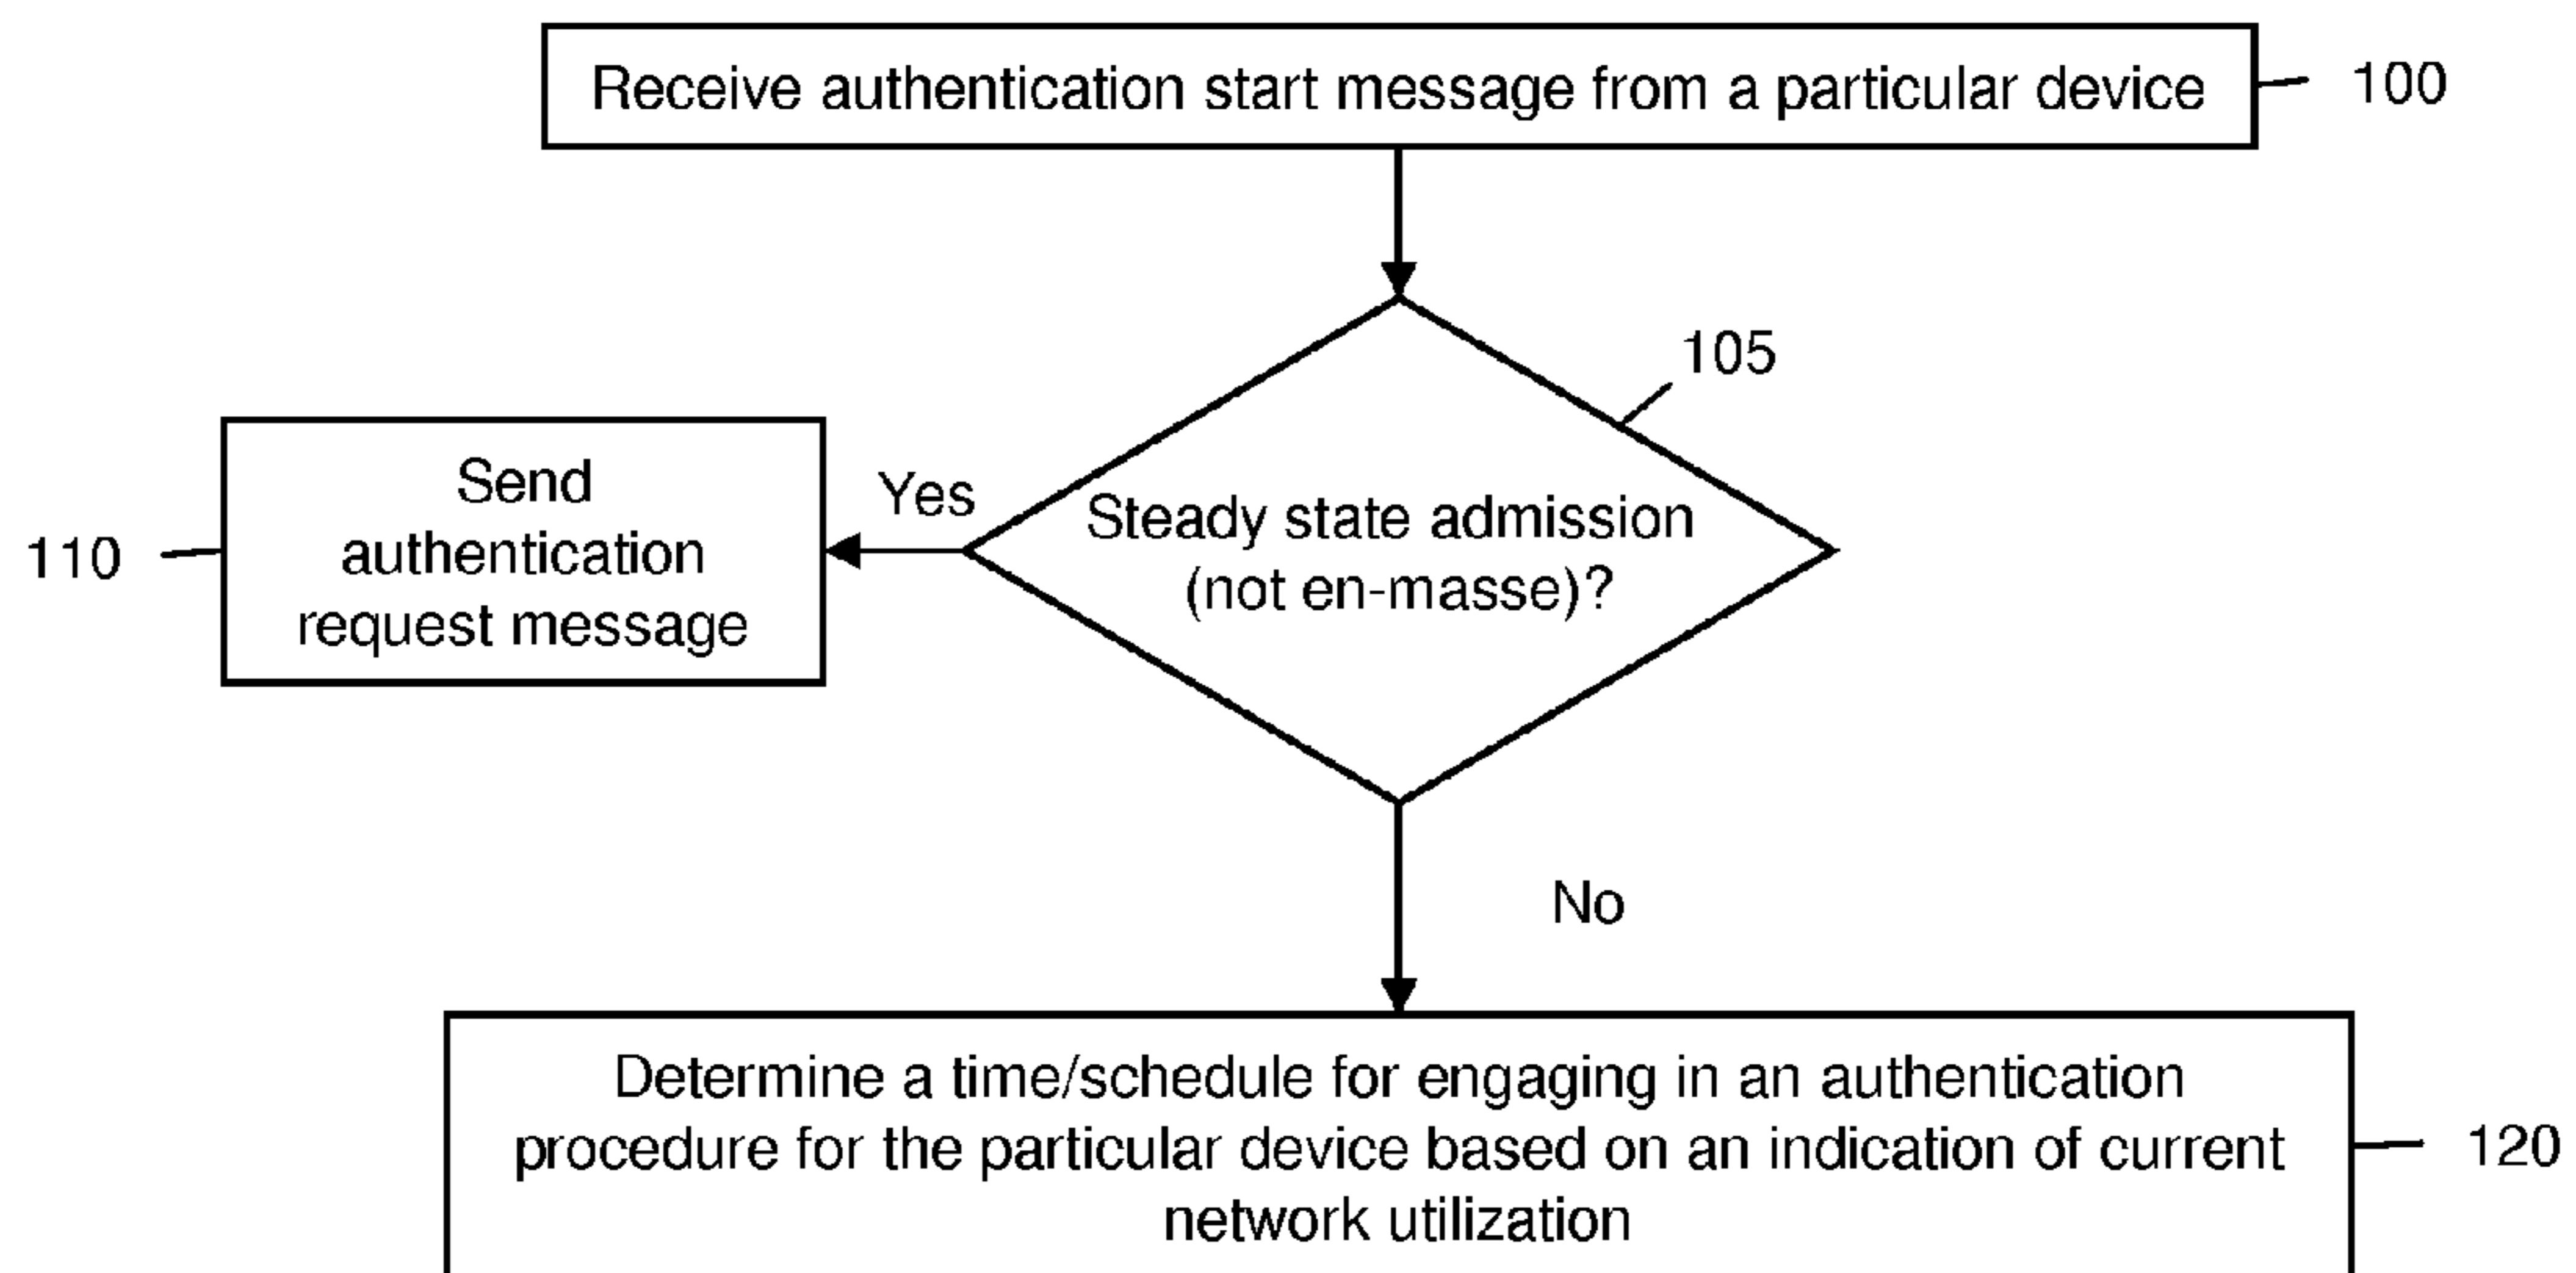 Receive authentication start message from a particular device
100
105
Steady state admission
(not en-masse)?
Yes
Send
authentication
request message
110
No
Determine a time/schedule for engaging in an authentication
procedure for the particular device based on an indication of current
network utilization
120